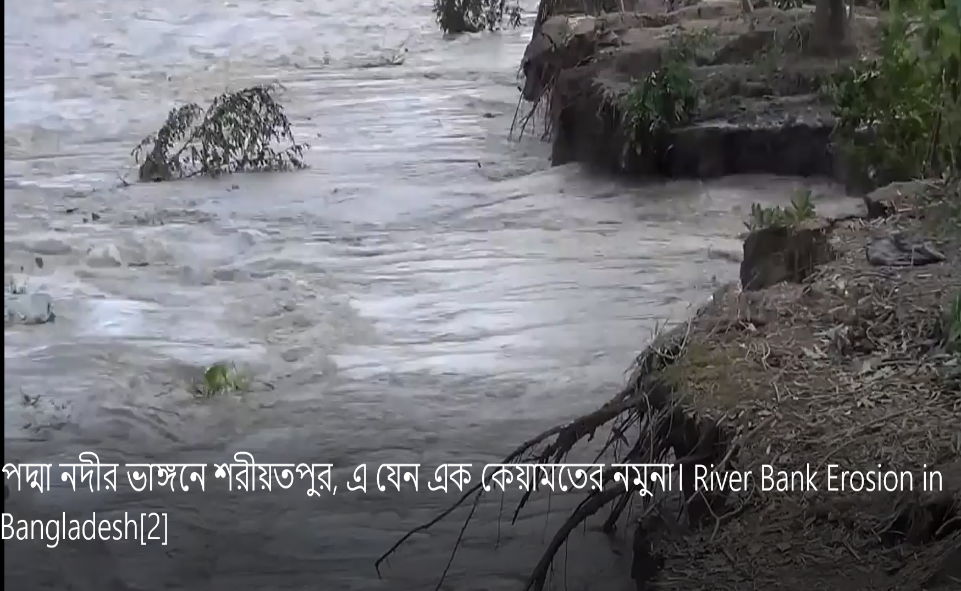 পদ্মা নদীর ভাঙ্গনে শরীয়তপুর, এ যেন এক কেয়ামতের নমুনা। River Bank Erosion in
Bangladesh[2]